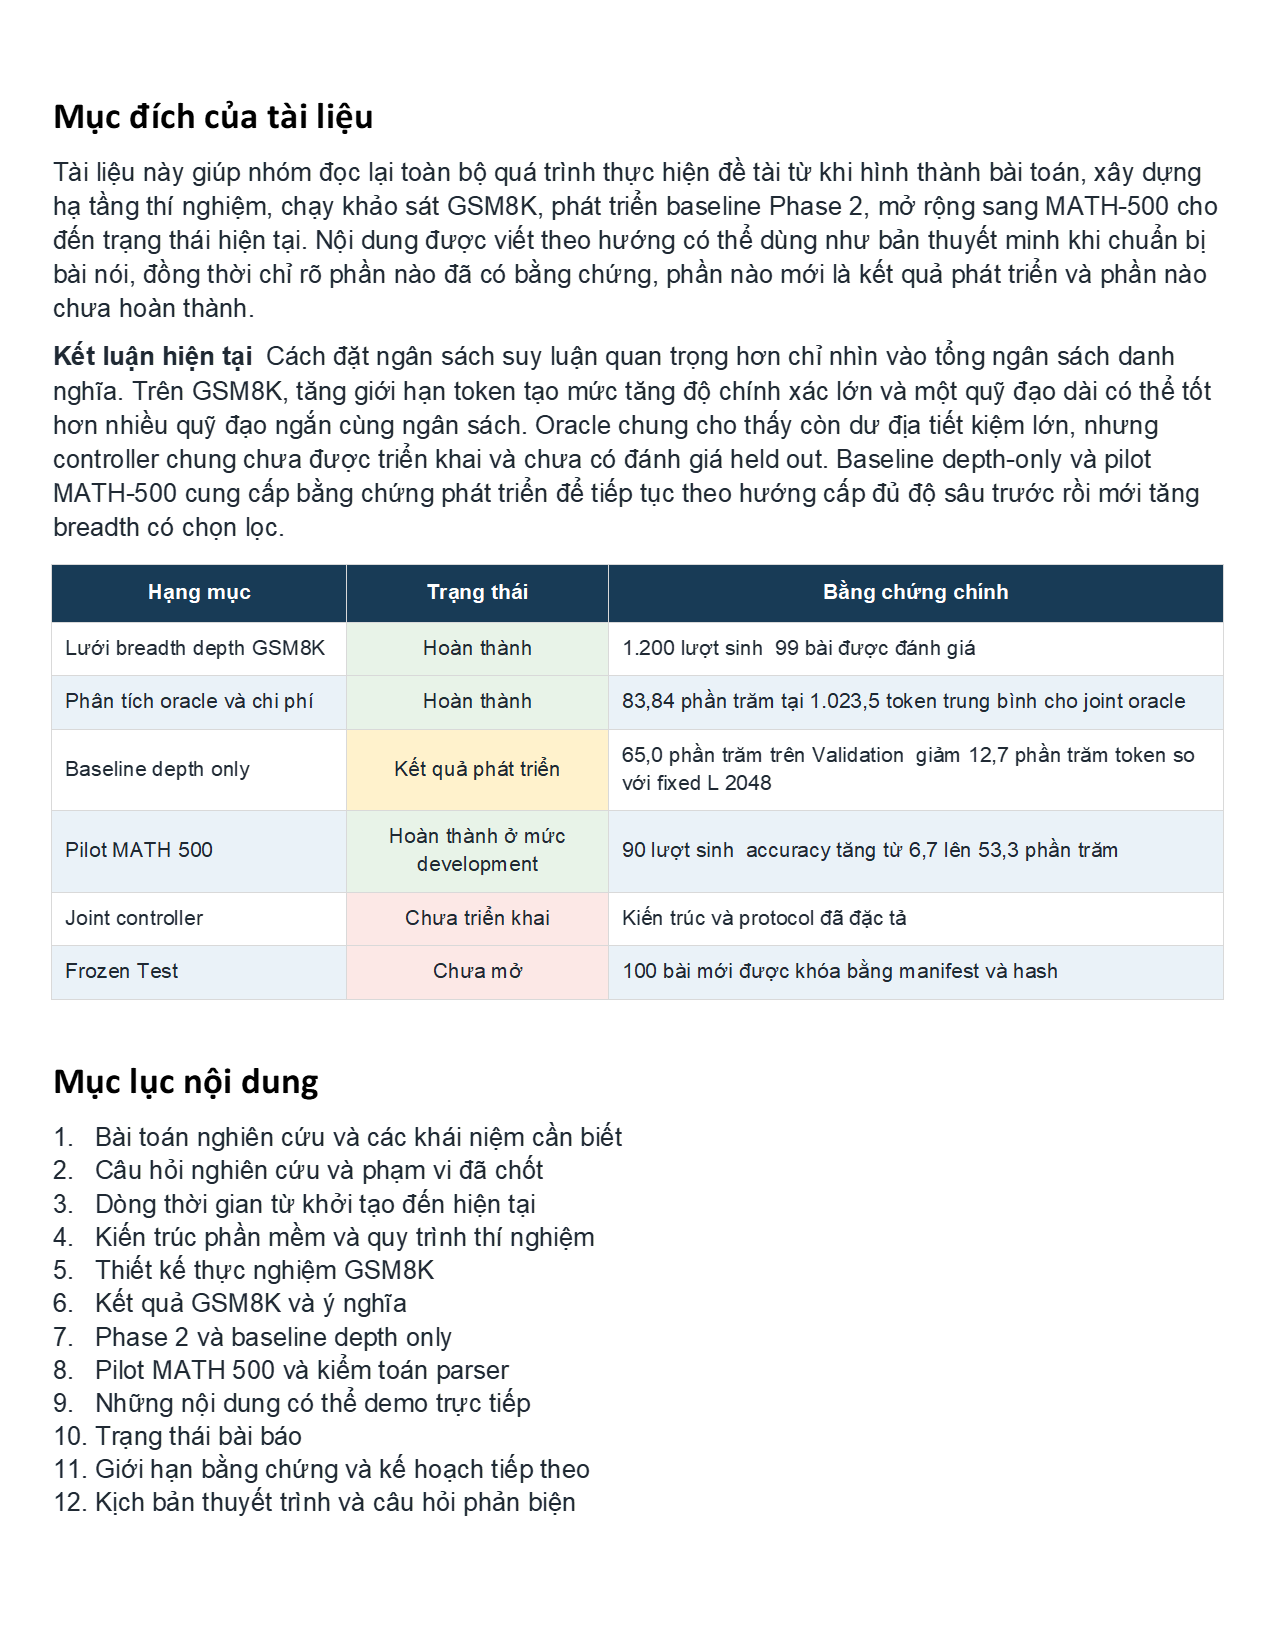 Mục đích của tài liệu
Tài liệu này giúp nhóm đọc lại toàn bộ quá trình thực hiện đề tài từ khi hình thành bài toán, xây dựng
hạ tầng thí nghiệm, chạy khảo sát GSM8K, phát triển baseline Phase 2, mở rộng sang MATH-500 cho
đến trạng thái hiện tại. Nội dung được viết theo hướng có thể dùng như bản thuyết minh khi chuẩn bị
bài nói, đồng thời chỉ rõ phần nào đã có bằng chứng, phần nào mới là kết quả phát triển và phần nào
chưa hoàn thành.
Kết luận hiện tại  Cách đặt ngân sách suy luận quan trọng hơn chỉ nhìn vào tổng ngân sách danh
nghĩa. Trên GSM8K, tăng giới hạn token tạo mức tăng độ chính xác lớn và một quỹ đạo dài có thể tốt
hơn nhiều quỹ đạo ngắn cùng ngân sách. Oracle chung cho thấy còn dư địa tiết kiệm lớn, nhưng
controller chung chưa được triển khai và chưa có đánh giá held out. Baseline depth-only và pilot
MATH-500 cung cấp bằng chứng phát triển để tiếp tục theo hướng cấp đủ độ sâu trước rồi mới tăng
breadth có chọn lọc.
Hạng mục	Trạng thái	Bằng chứng chính
Lưới breadth depth GSM8K	Hoàn thành	1.200 lượt sinh  99 bài được đánh giá
Phân tích oracle và chi phí	Hoàn thành	83,84 phần trăm tại 1.023,5 token trung bình cho joint oracle
Baseline depth only	Kết quả phát triển	65,0 phần trăm trên Validation  giảm 12,7 phần trăm token so
với fixed L 2048
Pilot MATH 500	Hoàn thành ở mức
development	90 lượt sinh  accuracy tăng từ 6,7 lên 53,3 phần trăm
Joint controller	Chưa triển khai	Kiến trúc và protocol đã đặc tả
Frozen Test	Chưa mở	100 bài mới được khóa bằng manifest và hash
Mục lục nội dung
1. Bài toán nghiên cứu và các khái niệm cần biết
2. Câu hỏi nghiên cứu và phạm vi đã chốt
3. Dòng thời gian từ khởi tạo đến hiện tại
4. Kiến trúc phần mềm và quy trình thí nghiệm
5. Thiết kế thực nghiệm GSM8K
6. Kết quả GSM8K và ý nghĩa
7. Phase 2 và baseline depth only
8. Pilot MATH 500 và kiểm toán parser
9. Những nội dung có thể demo trực tiếp
10. Trạng thái bài báo
11. Giới hạn bằng chứng và kế hoạch tiếp theo
12. Kịch bản thuyết trình và câu hỏi phản biện